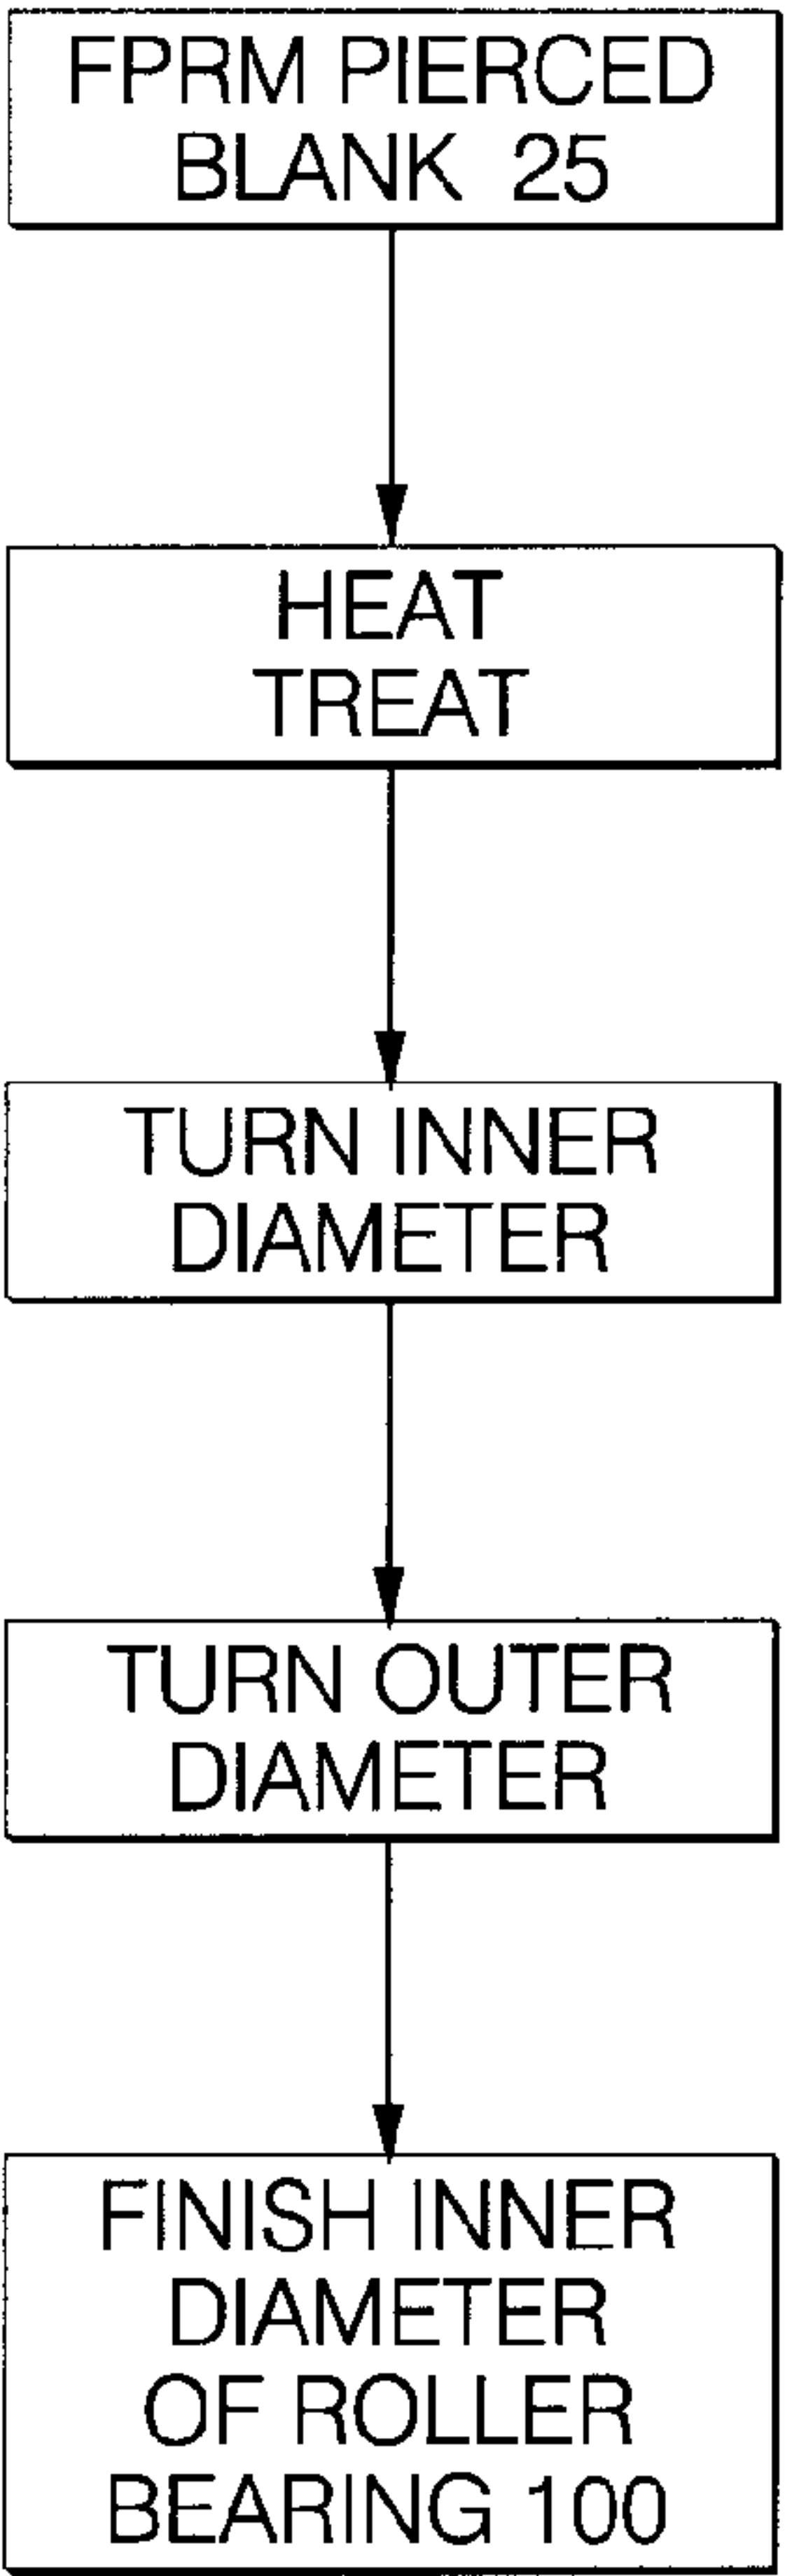 FPRM PIERCED
BLANK 25
HEAT
TREAT
TURN INNER
DIAMETER
TURN OUTER
DIAMETER
FINISH INNER
DIAMETER
OF ROLLER
BEARING 100